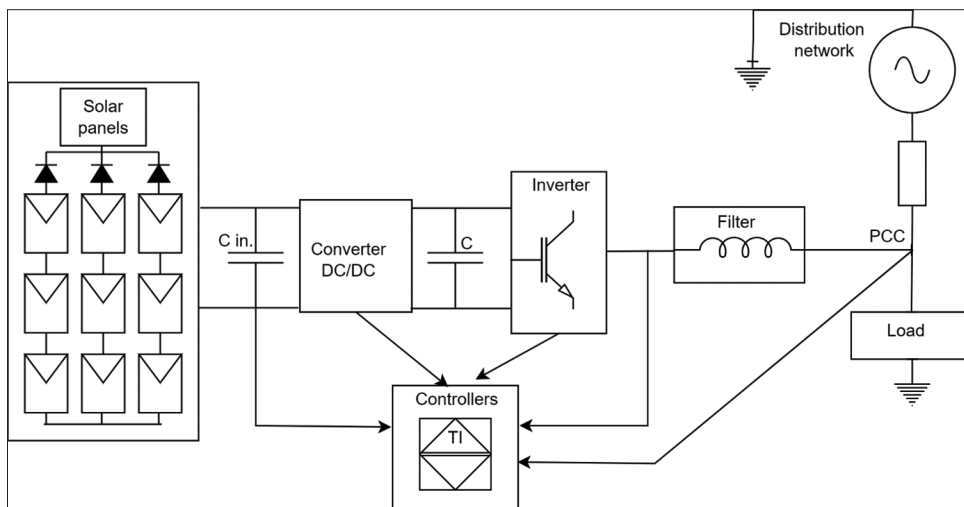 Distribution
network
Solar
panels
Inverter
Filter
PCC
C in.
Converter
DC/DC
C
Load
Controllers
TI